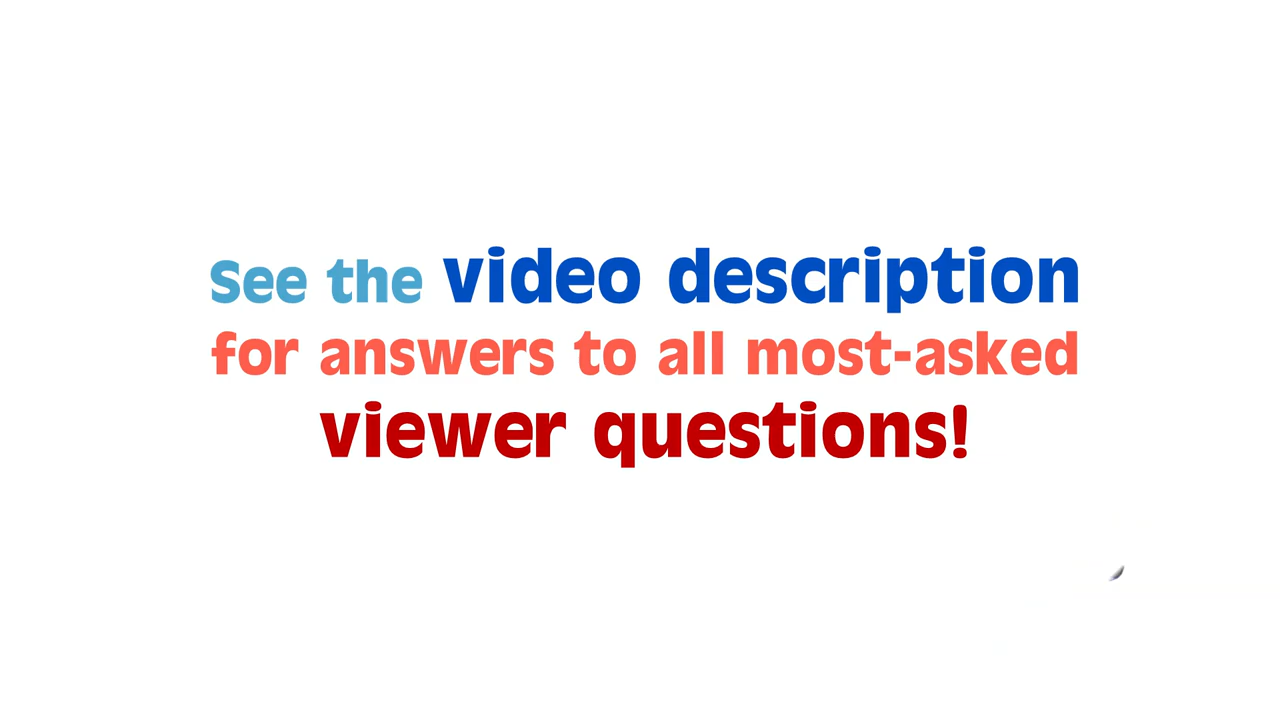 See the video description
for answers to all most-asked
viewer questions!